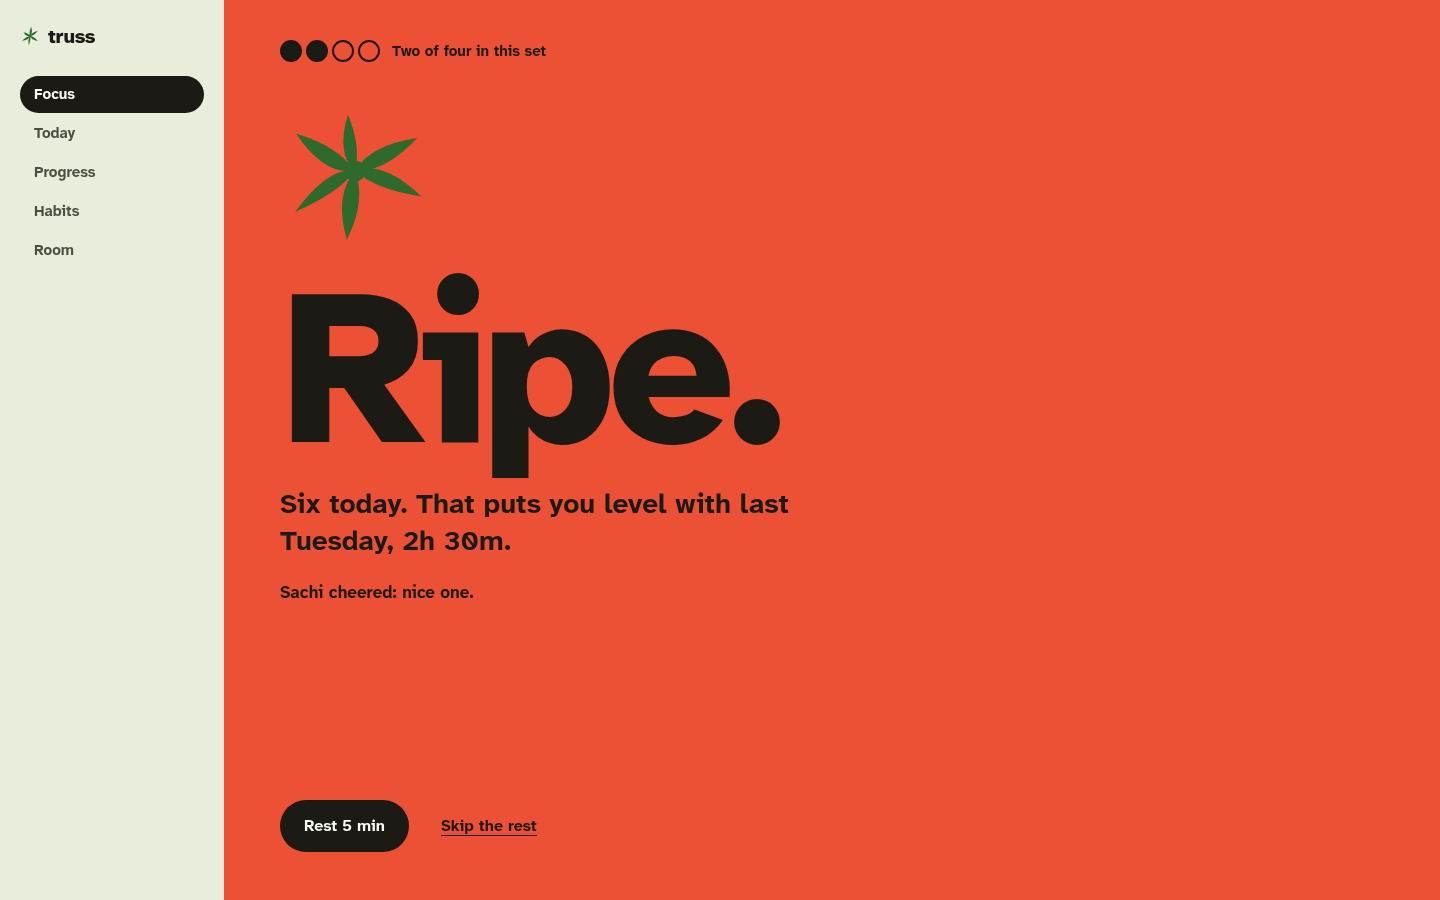 truss
Focus
Today
Progress
Habits
Room
Two of four in this set
Ripe.
Six today. That puts you level with last
Tuesday, 2h 30m.
Sachi cheered: nice one.
Rest 5 min
Skip the rest